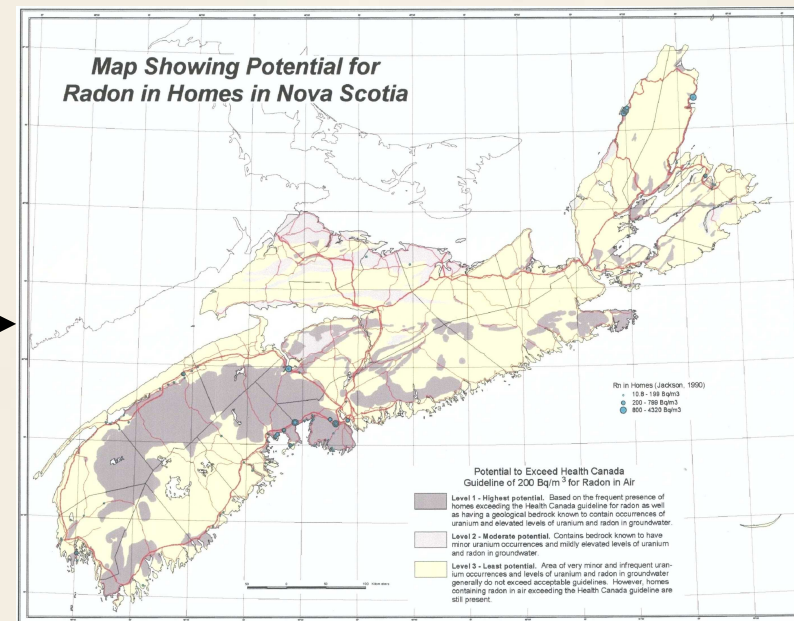 Map Showing Potential for
Radon in Homes in Nova Scotia
Rn in Homes (Jackson, 1990)
10.8 - 199 Bq/m3
200 - 799 Bq/m3
800 - 4320 Bq/m3
Potential to Exceed Health Canada
Guideline of 200 Bq/m³ for Radon in Air
Level 1 - Highest potential. Based on the frequent presence of
homes exceeding the Health Canada guideline for radon as well
as having a geological bedrock known to contain occurrences of
uranium and elevated levels of uranium and radon in groundwater.
Level 2 - Moderate potential. Contains bedrock known to have
minor uranium occurrences and mildly elevated levels of uranium
and radon in groundwater.
Level 3 - Least potential. Area of very minor and infrequent uran-
ium occurrences and levels of uranium and radon in groundwater
generally do not exceed acceptable guidelines. However, homes
containing radon in air exceeding the Health Canada guideline are
still present.